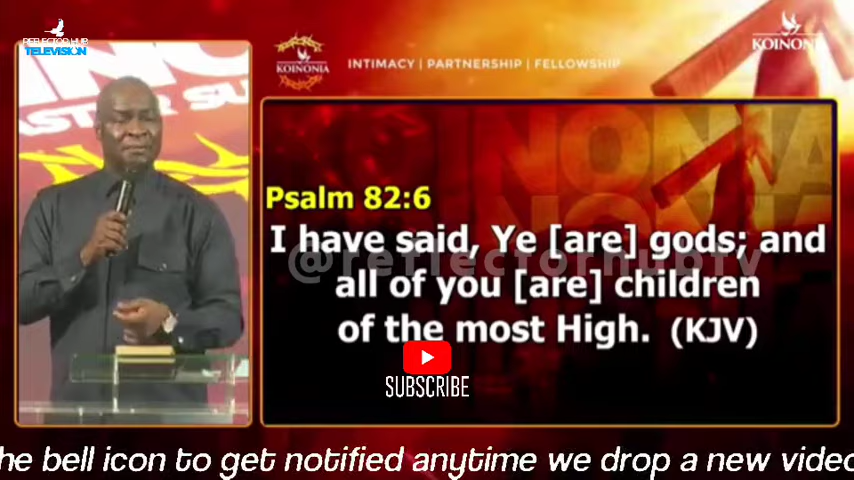 REFLECTOR HUB
TELEVISION
KOINONIA
INTIMACY | PARTNERSHIP | FELLOWSHIP
KOINONIA
Psalm 82:6
I have said, Ye [are] gods; and
all of you [are] children
of the most High. (KJV)
@reflectorhubtv
SUBSCRIBE
he bell icon to get notified anytime we drop a new video